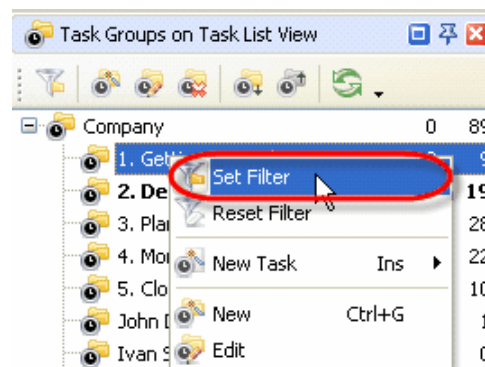 Task Groups on Task List View
Company 0 89
1. Get
Set Filter
2. De 19
Reset Filter
3. Plan 28
4. Mo 22
New Task Ins
5. Clo 10
New Ctrl+G
John 1
Edit
Ivan S 0